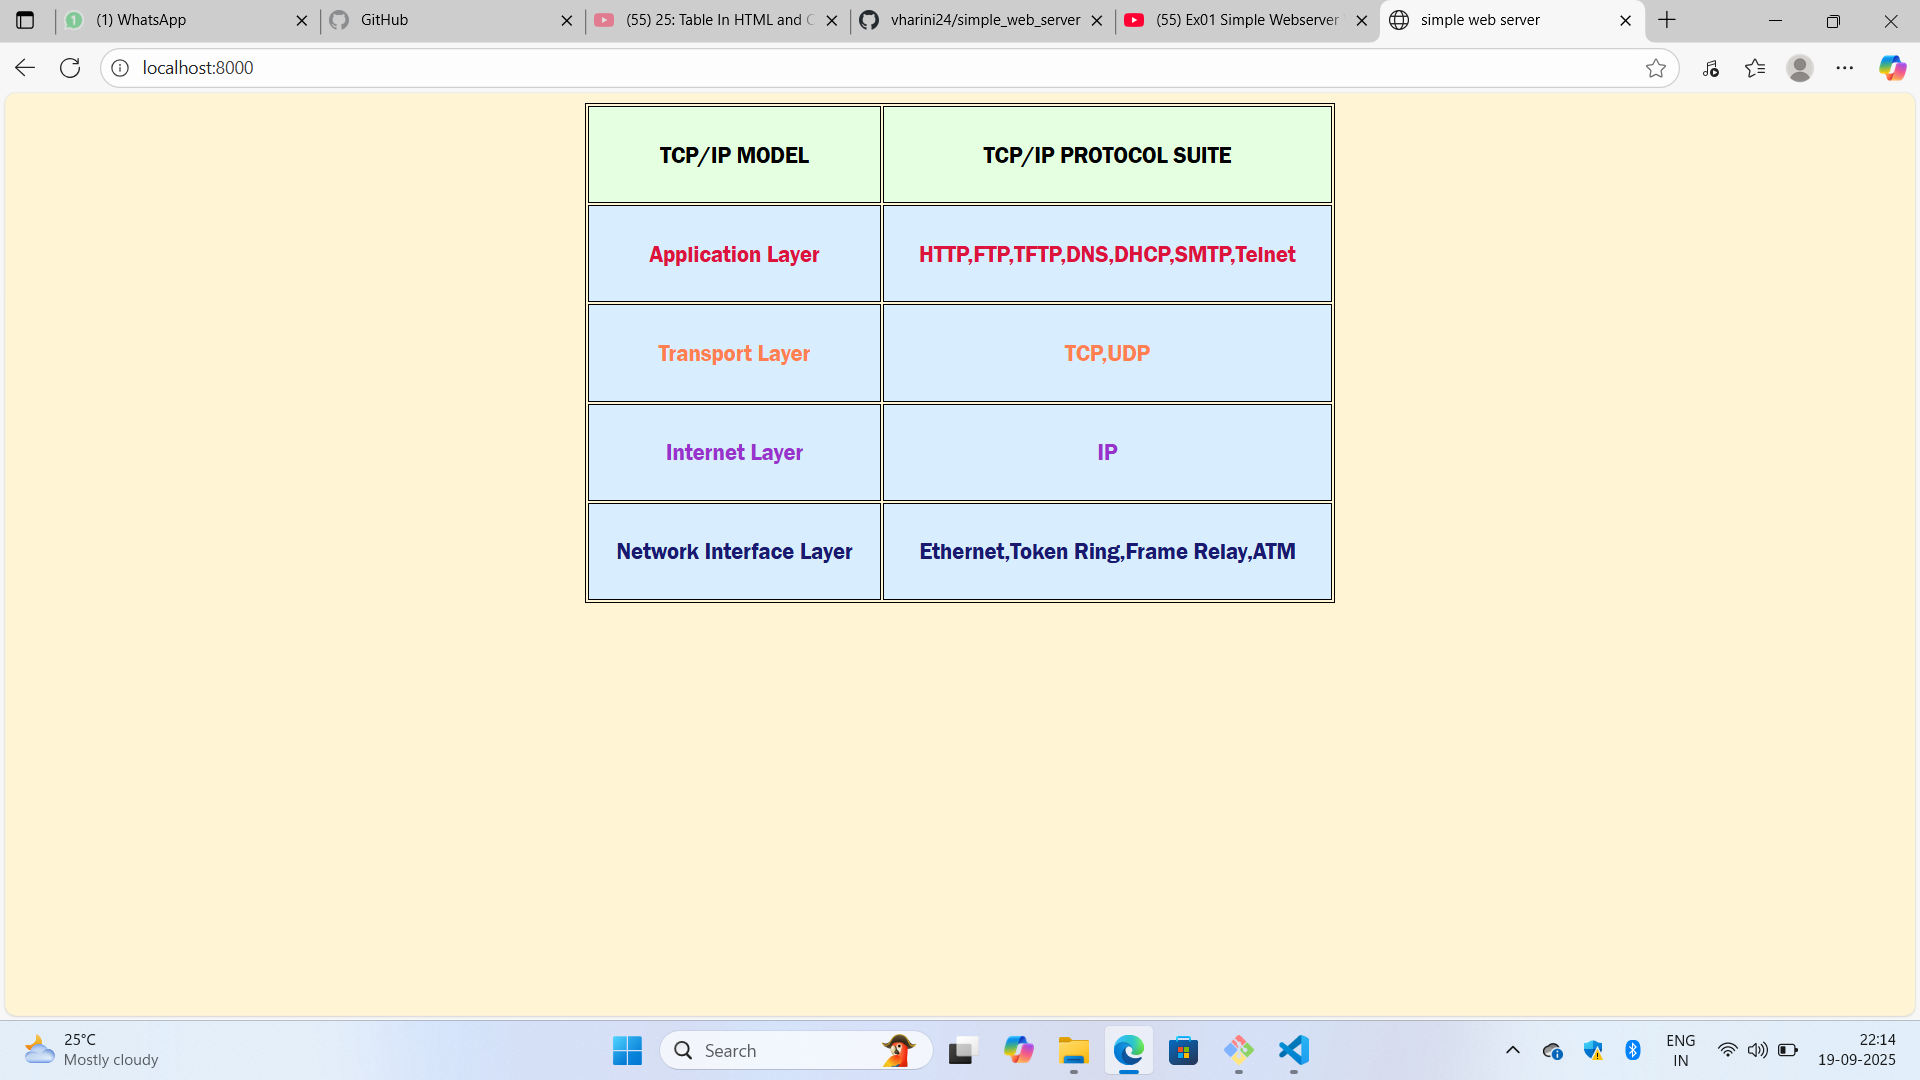 (1) WhatsApp
GitHub
(55) 25: Table In HTML and C
vharini24/simple_web_server
(55) Ex01 Simple Webserver
simple web server
localhost:8000
TCP/IP MODEL TCP/IP PROTOCOL SUITE
Application Layer HTTP,FTP,TFTP,DNS,DHCP,SMTP,Telnet
Transport Layer TCP,UDP
Internet Layer IP
Network Interface Layer Ethernet,Token Ring,Frame Relay,ATM
25°C
Mostly cloudy
Search
ENG
IN
22:14
19-09-2025